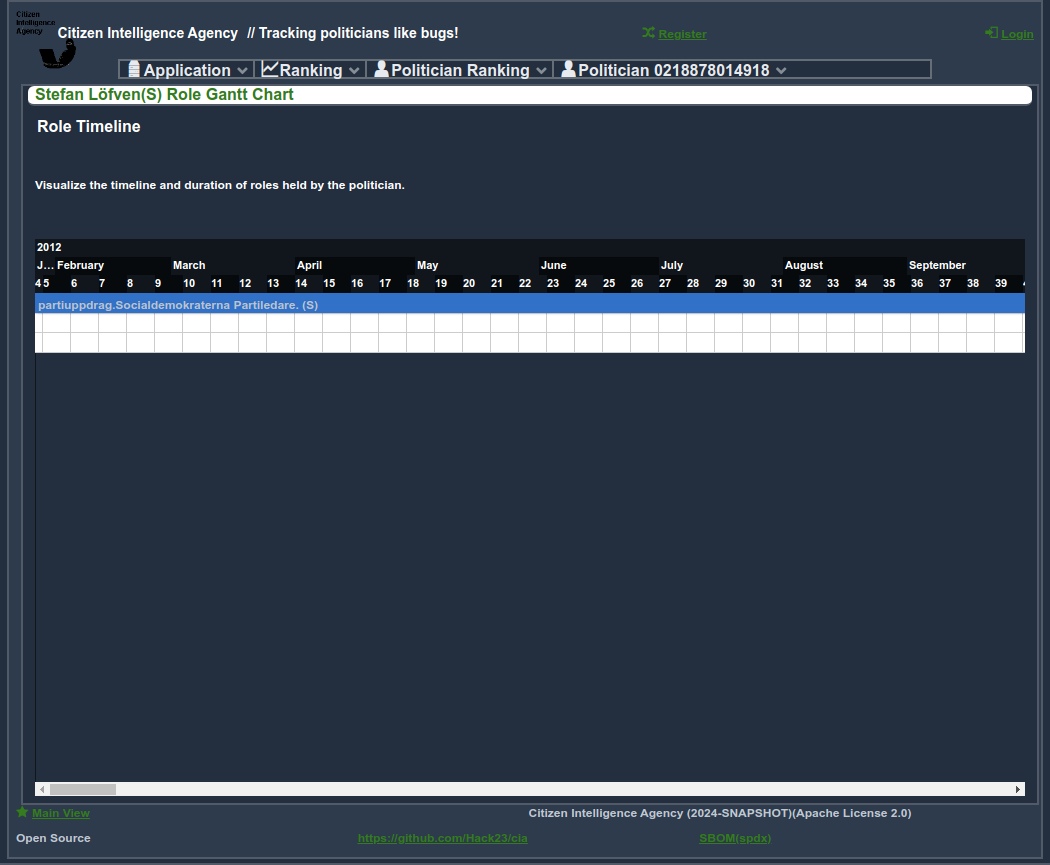 Citizen
Intelligence
Agency
Citizen Intelligence Agency // Tracking politicians like bugs!
Register
Login
Application
Ranking
Politician Ranking
Politician 0218878014918
Stefan Löfven(S) Role Gantt Chart
Role Timeline
Visualize the timeline and duration of roles held by the politician.
2012
J... February March April May June July August September
4 5 6 7 8 9 10 11 12 13 14 15 16 17 18 19 20 21 22 23 24 25 26 27 28 29 30 31 32 33 34 35 36 37 38 39
partiuppdrag.Socialdemokraterna Partiledare. (S)
Main View
Citizen Intelligence Agency (2024-SNAPSHOT)(Apache License 2.0)
Open Source
https://github.com/Hack23/cia
SBOM(spdx)